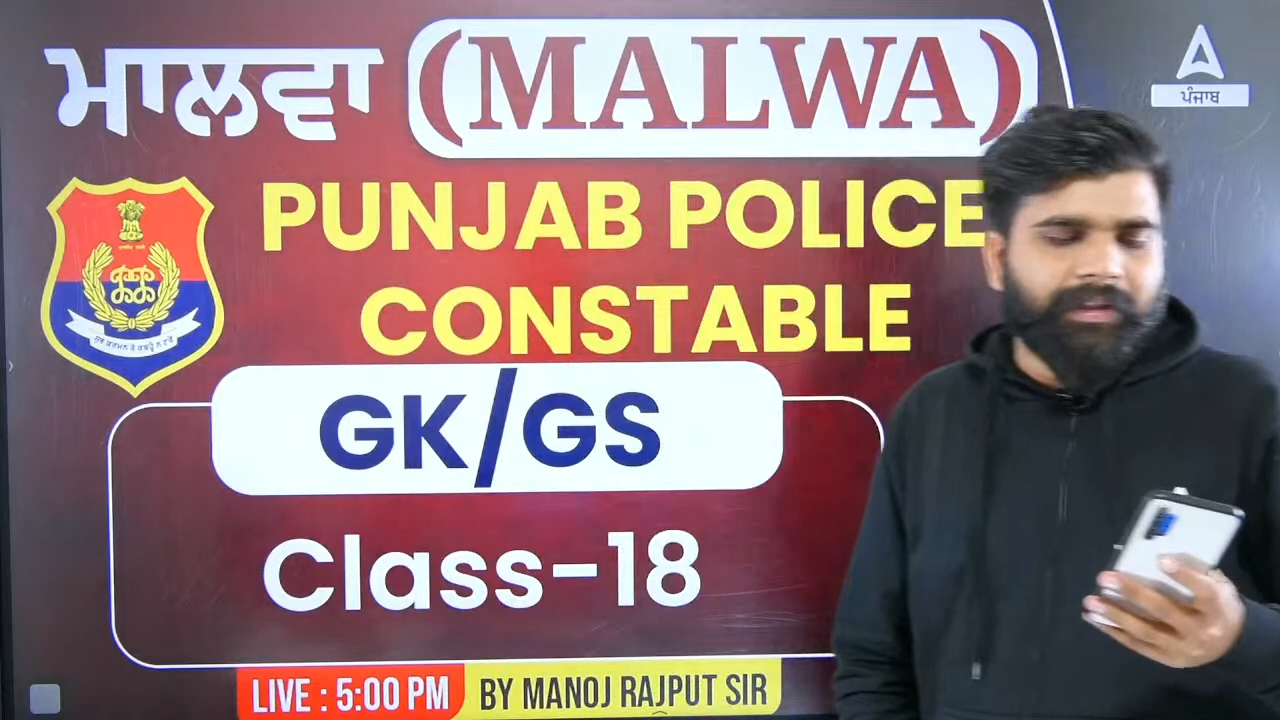 ਮਾਲਵਾ (MALWA)
ਪੰਜਾਬ
PUNJAB POLICE
CONSTABLE
GK/GS
Class-18
LIVE : 5:00 PM BY MANOJ RAJPUT SIR